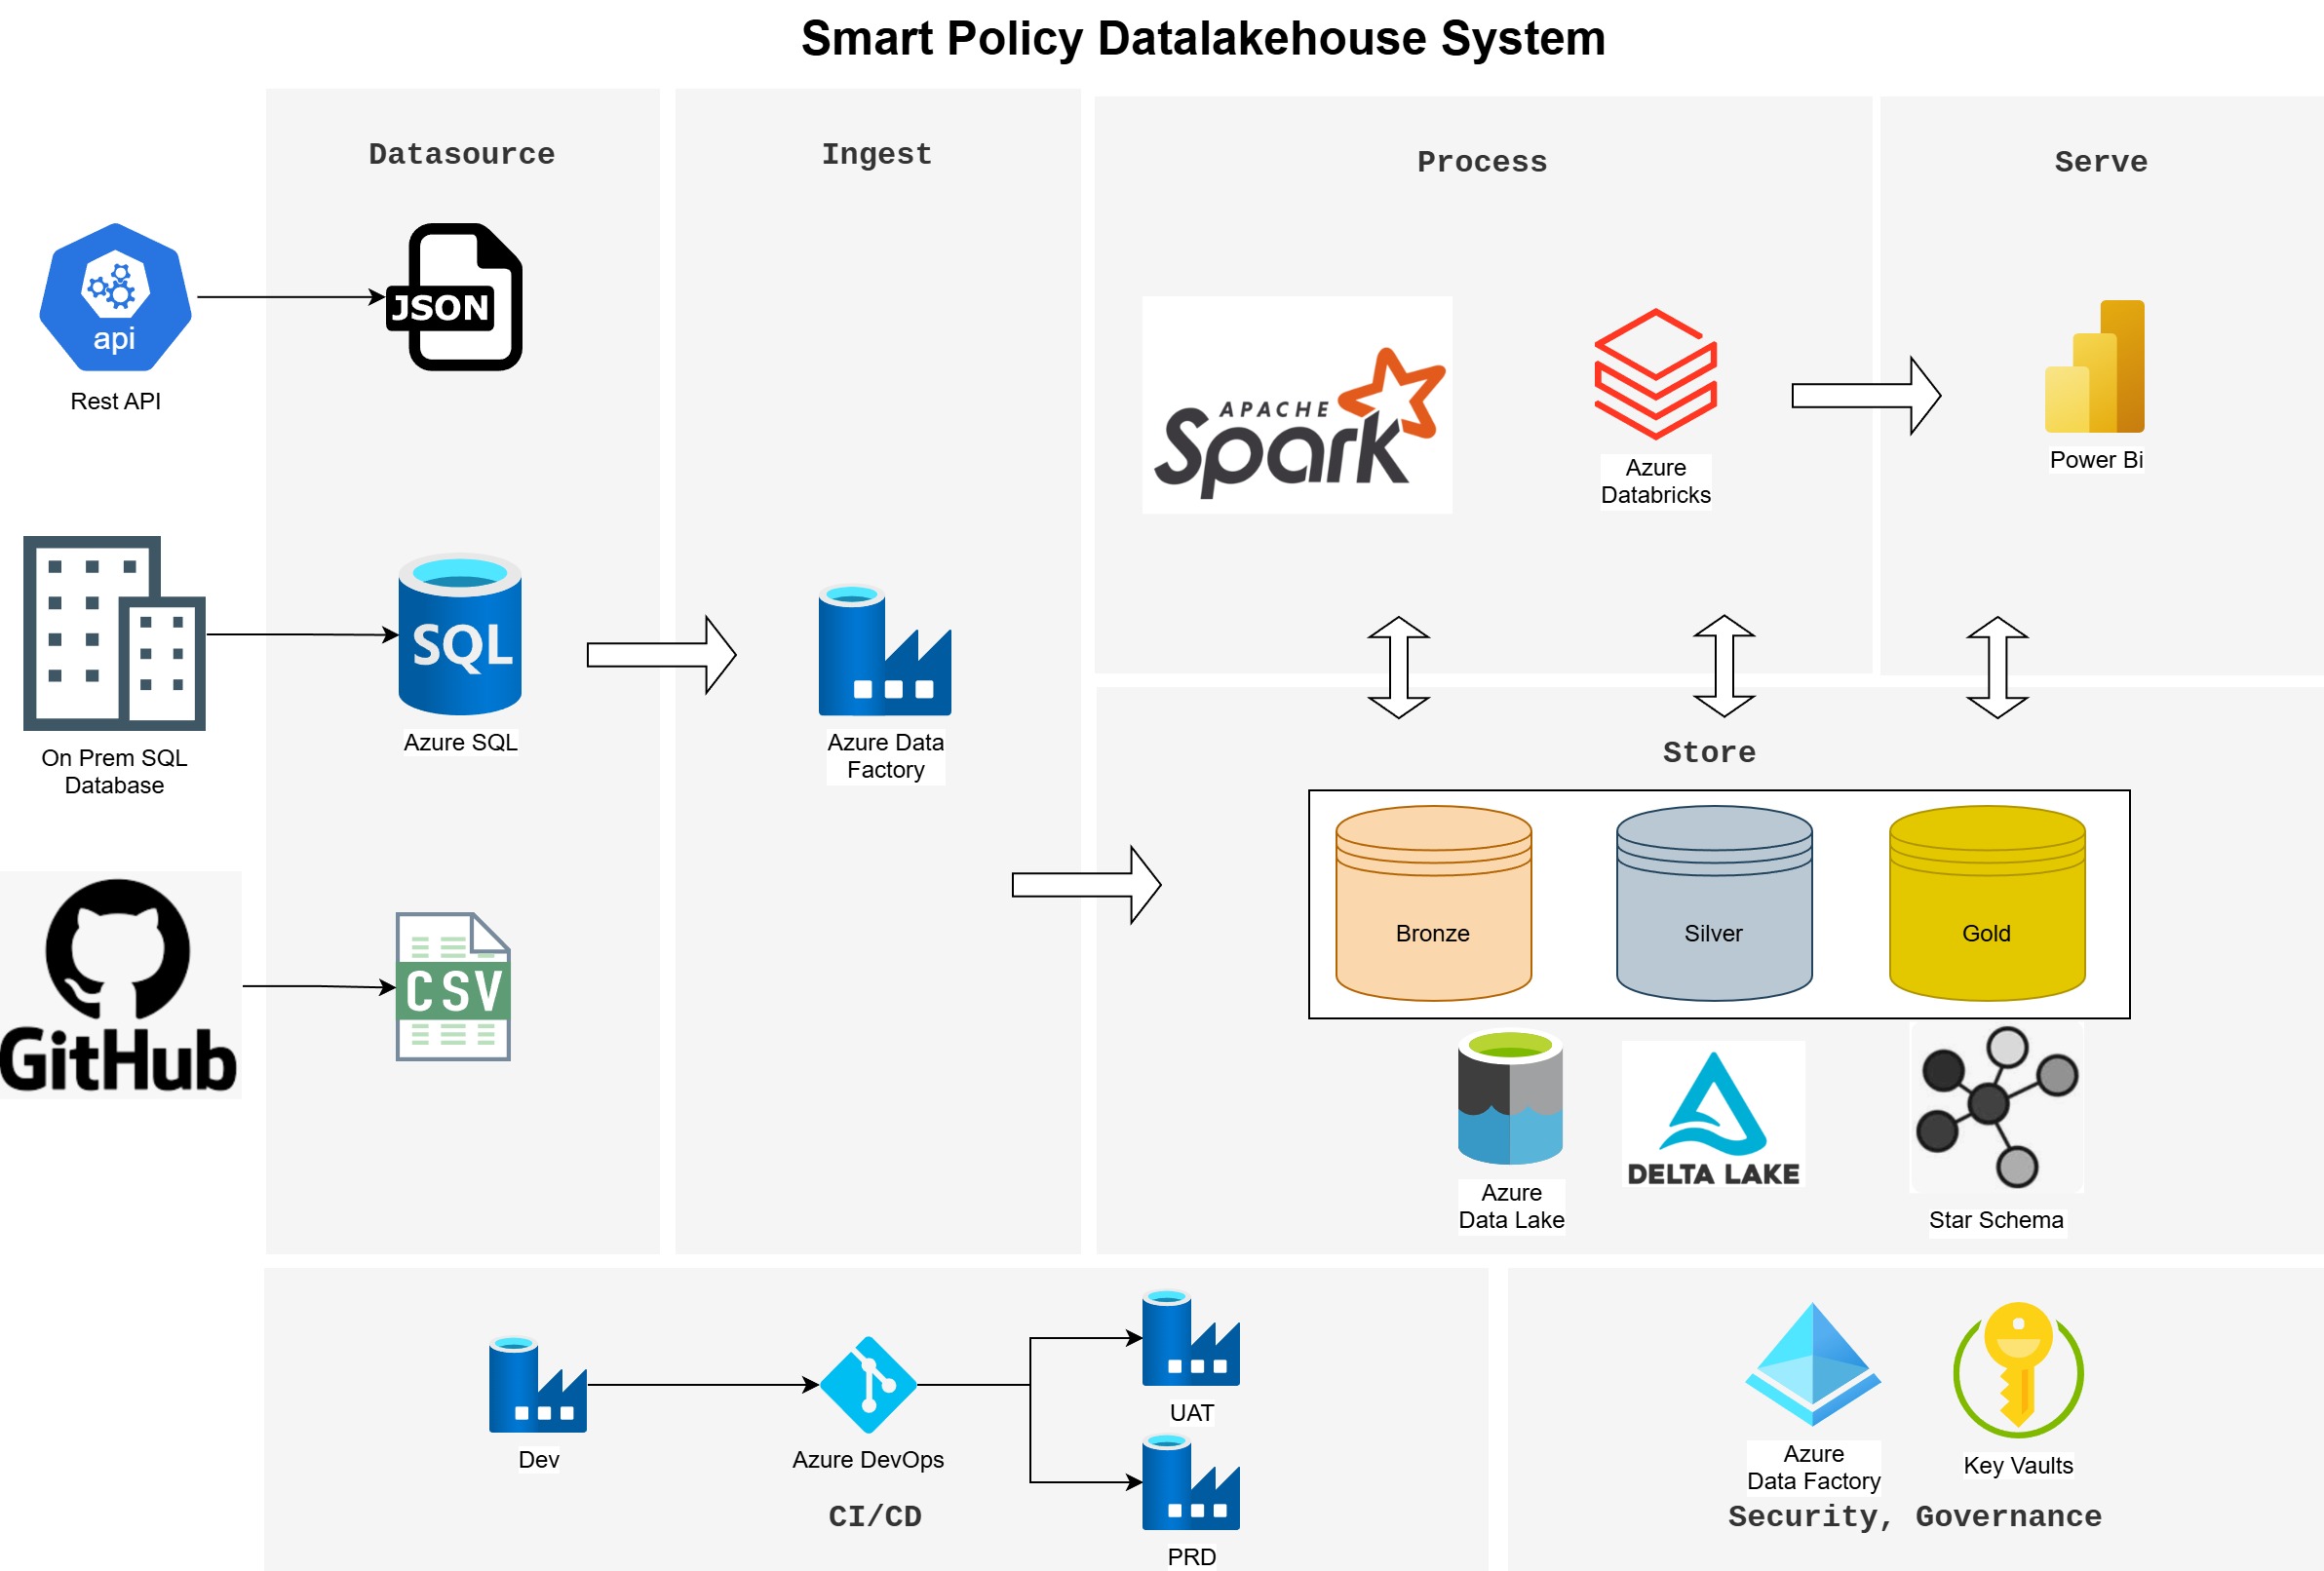 Smart Policy Datalakehouse System
Datasource
Ingest
Process
Serve
api
Rest API
JSON
APACHE
Spark
Azure
Databricks
Power Bi
On Prem SQL
Database
SQL
Azure SQL
Azure Data
Factory
Store
Bronze
Silver
Gold
GitHub
CSV
Azure
Data Lake
DELTA LAKE
Star Schema
Dev
Azure DevOps
UAT
PRD
CI/CD
Azure
Data Factory
Key Vaults
Security, Governance